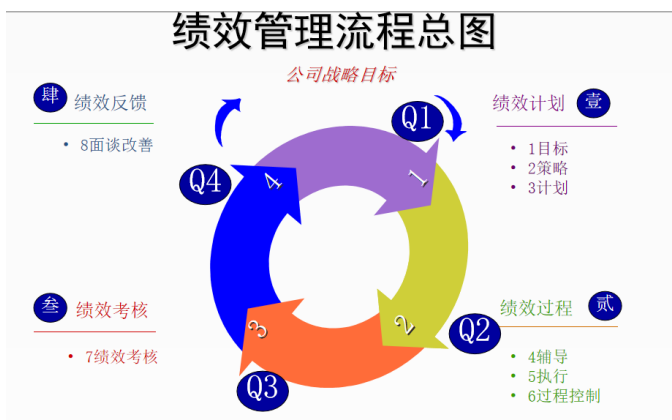 绩效管理流程总图
公司战略目标
肆
绩效反馈
• 8面谈改善
Q1
绩效计划
壹
• 1目标
• 2策略
• 3计划
Q4
4
1
叁
绩效考核
• 7绩效考核
3
2
Q3
Q2
绩效过程
贰
• 4辅导
• 5执行
• 6过程控制